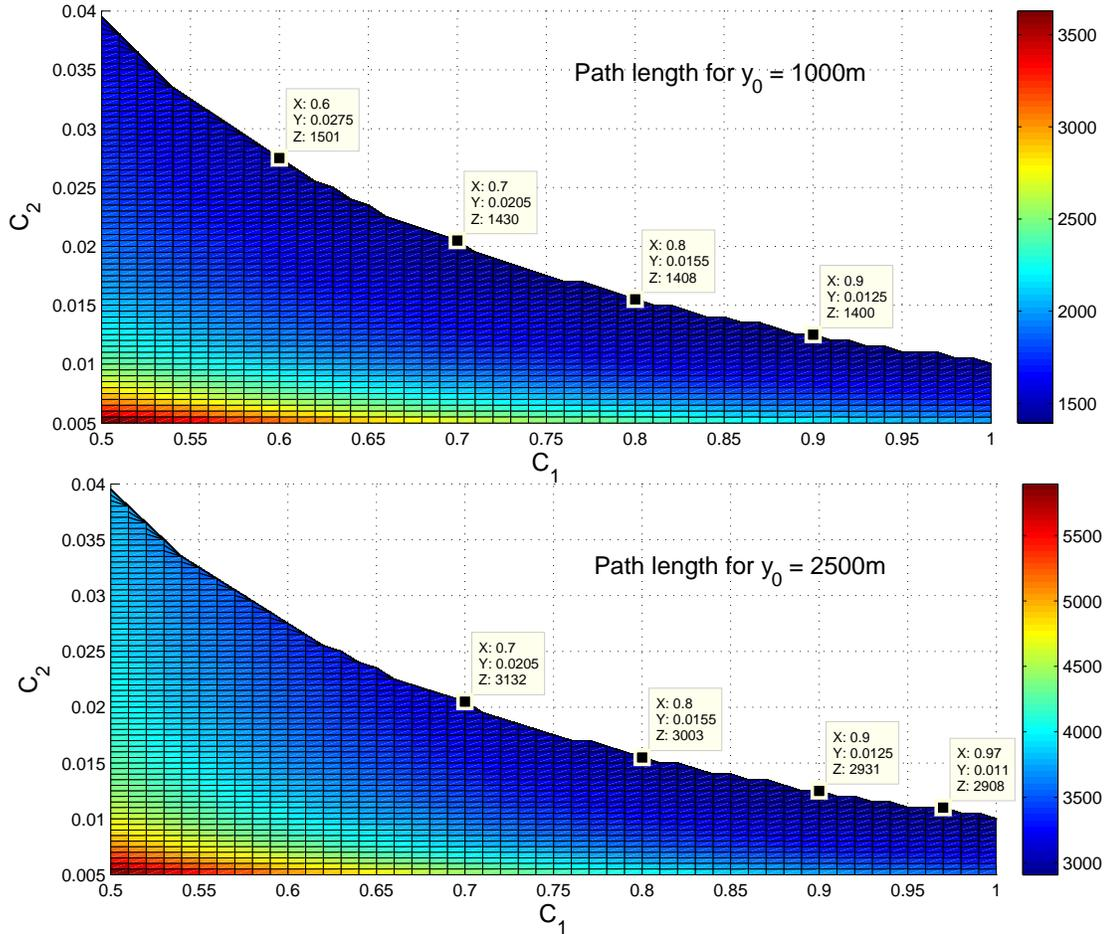 Path length for y0 = 1000m
C2
0.04
0.035
0.03
0.025
0.02
0.015
0.01
0.005
X: 0.6
Y: 0.0275
Z: 1501
X: 0.7
Y: 0.0205
Z: 1430
X: 0.8
Y: 0.0155
Z: 1408
X: 0.9
Y: 0.0125
Z: 1400
0.5 0.55 0.6 0.65 0.7 0.75 0.8 0.85 0.9 0.95 1
C1
3500
3000
2500
2000
1500
Path length for y0 = 2500m
C2
0.04
0.035
0.03
0.025
0.02
0.015
0.01
0.005
X: 0.7
Y: 0.0205
Z: 3132
X: 0.8
Y: 0.0155
Z: 3003
X: 0.9
Y: 0.0125
Z: 2931
X: 0.97
Y: 0.011
Z: 2908
0.5 0.55 0.6 0.65 0.7 0.75 0.8 0.85 0.9 0.95 1
C1
5500
5000
4500
4000
3500
3000